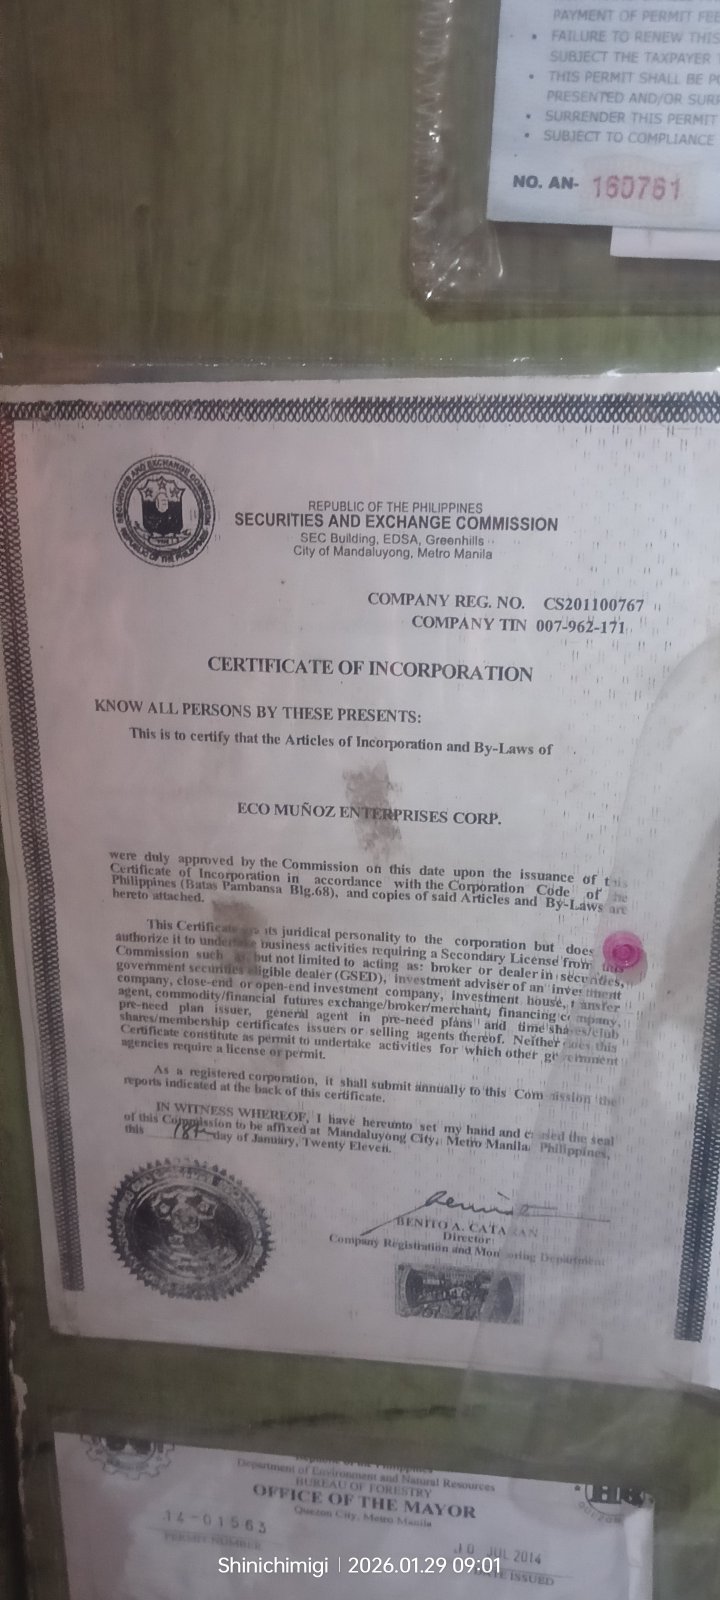 PAYMENT OF PERMIT FEE
• FAILURE TO RENEW THIS
SUBJECT THE TAXPAYER
• THIS PERMIT SHALL BE
PRESENTED AND/OR SURR
• SURRENDER THIS PERMIT
• SUBJECT TO COMPLIANCE
NO. AN- 160761
REPUBLIC OF THE PHILIPPINES
SECURITIES AND EXCHANGE COMMISSION
SEC Building, EDSA, Greenhills
City of Mandaluyong, Metro Manila
COMPANY REG. NO. CS201100767
COMPANY TIN 007-962-171
CERTIFICATE OF INCORPORATION
KNOW ALL PERSONS BY THESE PRESENTS:
This is to certify that the Articles of Incorporation and By-Laws of
ECO MUÑOZ ENTERPRISES CORP.
were duly approved by the Commission on this date upon the issuance of this
Certificate of Incorporation in accordance with the Corporation Code of the
Philippines (Batas Pambansa Blg.68), and copies of said Articles and By-Laws are
hereto attached.
This Certificate its juridical personality to the corporation but does
authorize it to undertake business activities requiring a Secondary License from this
Commission such but not limited to acting as: broker or dealer in securities,
government securities eligible dealer (GSED), investment adviser of an investment
company, close-end or open-end investment company, investment house, transfer
agent, commodity/financial futures exchange/broker/merchant, financing company,
pre-need plan issuer, general agent in pre-need plans and time shares/club
shares/membership certificates issuers or selling agents thereof. Neither does this
Certificate constitute as permit to undertake activities for which other government
agencies require a license or permit.
As a registered corporation, it shall submit annually to this Commission the
reports indicated at the back of this certificate.
IN WITNESS WHEREOF, I have hereunto set my hand and caused the seal
of this Commission to be affixed at Mandaluyong City, Metro Manila, Philippines,
this 18th day of January, Twenty Eleven.
BENITO A. CATARAN
Director
Company Registration and Monitoring Department
Republic of the Philippines
Department of Environment and Natural Resources
BUREAU OF FORESTRY
OFFICE OF THE MAYOR
Quezon City, Metro Manila
14-01563
PERMIT NUMBER
10 JUL 2014
DATE ISSUED
Shinichimigi | 2026.01.29 09:01